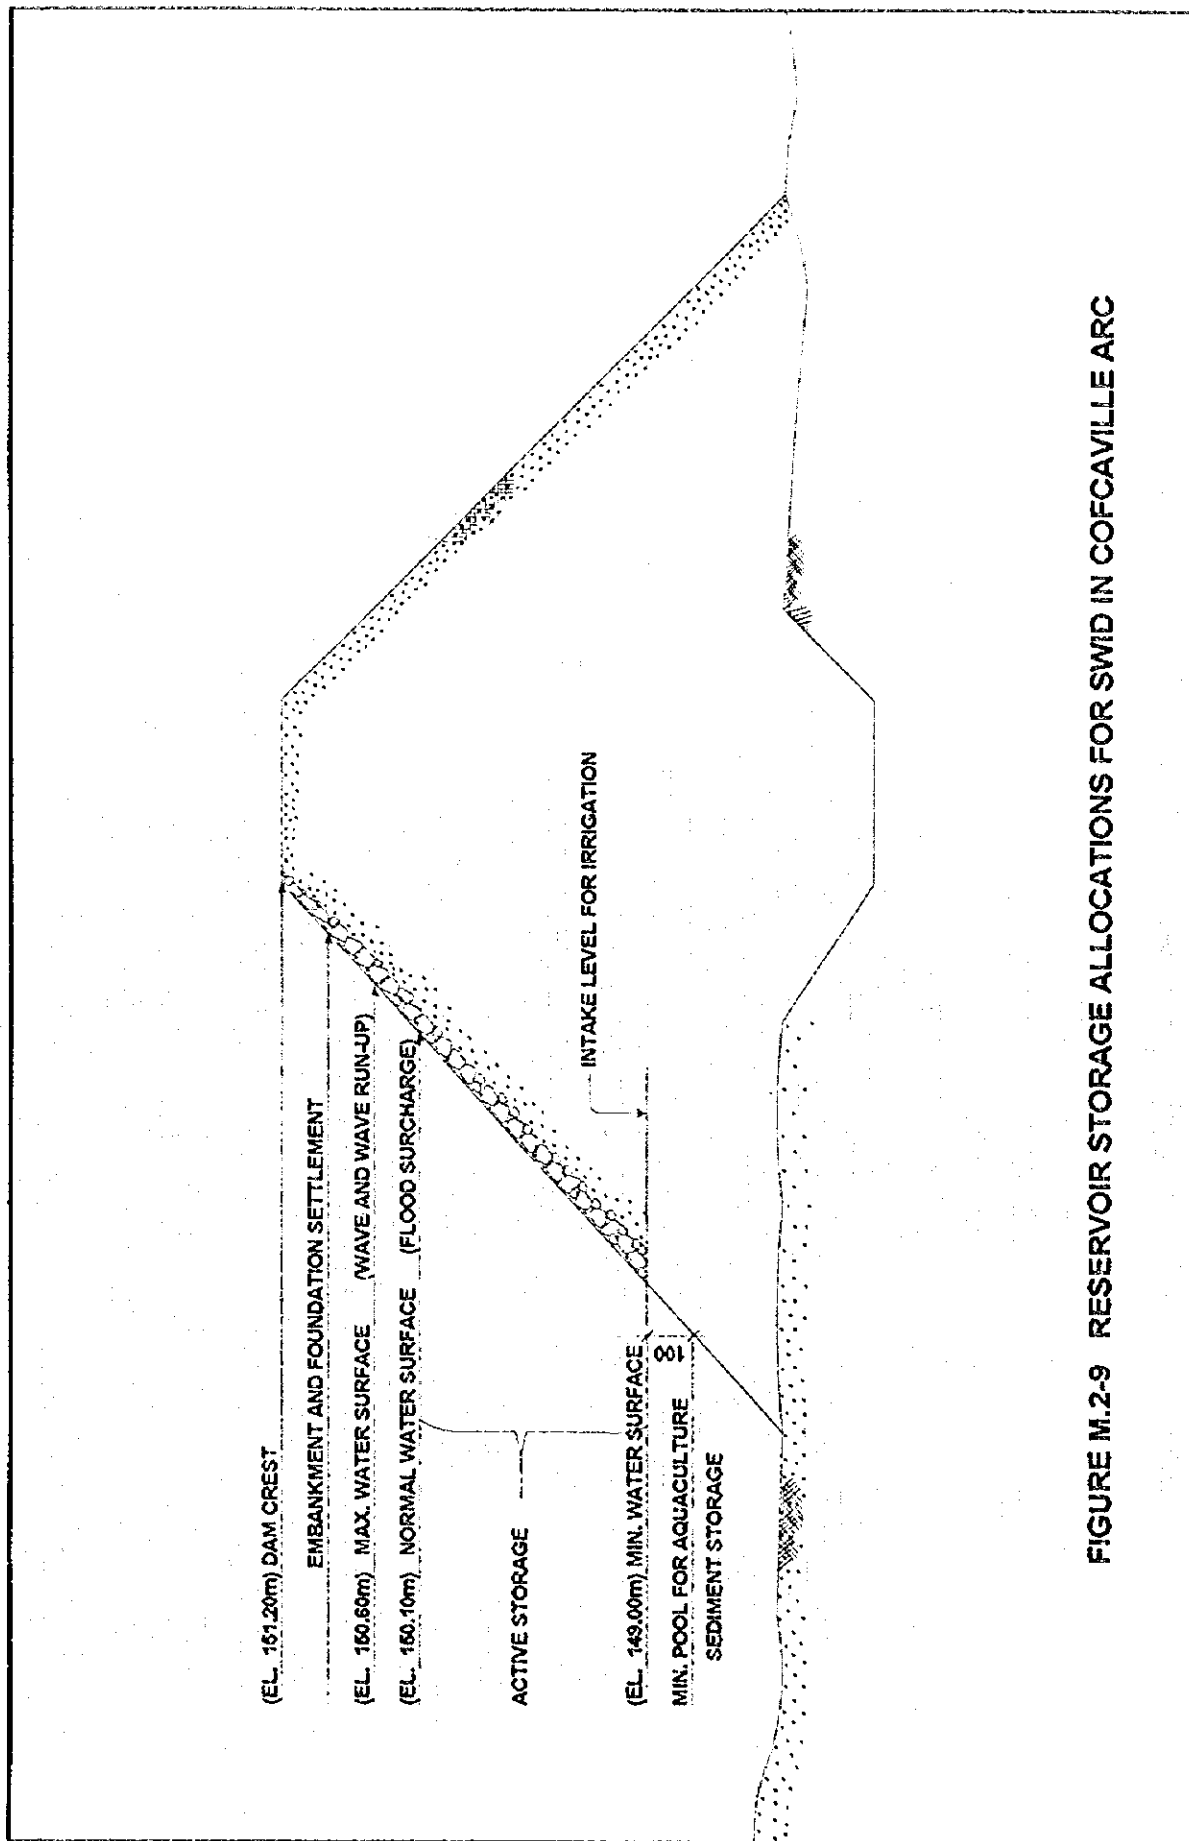 (EL. 151.20m) DAM CREST
EMBANKMENT AND FOUNDATION SETTLEMENT
(EL. 150.60m) MAX. WATER SURFACE (WAVE AND WAVE RUN-UP)
(EL. 150.10m) NORMAL WATER SURFACE (FLOOD SURCHARGE)
ACTIVE STORAGE
INTAKE LEVEL FOR IRRIGATION
(EL. 149.00m) MIN. WATER SURFACE
MIN. POOL FOR AQUACULTURE
SEDIMENT STORAGE
FIGURE M.2-9 RESERVOIR STORAGE ALLOCATIONS FOR SWID IN COFCAVILLE ARC